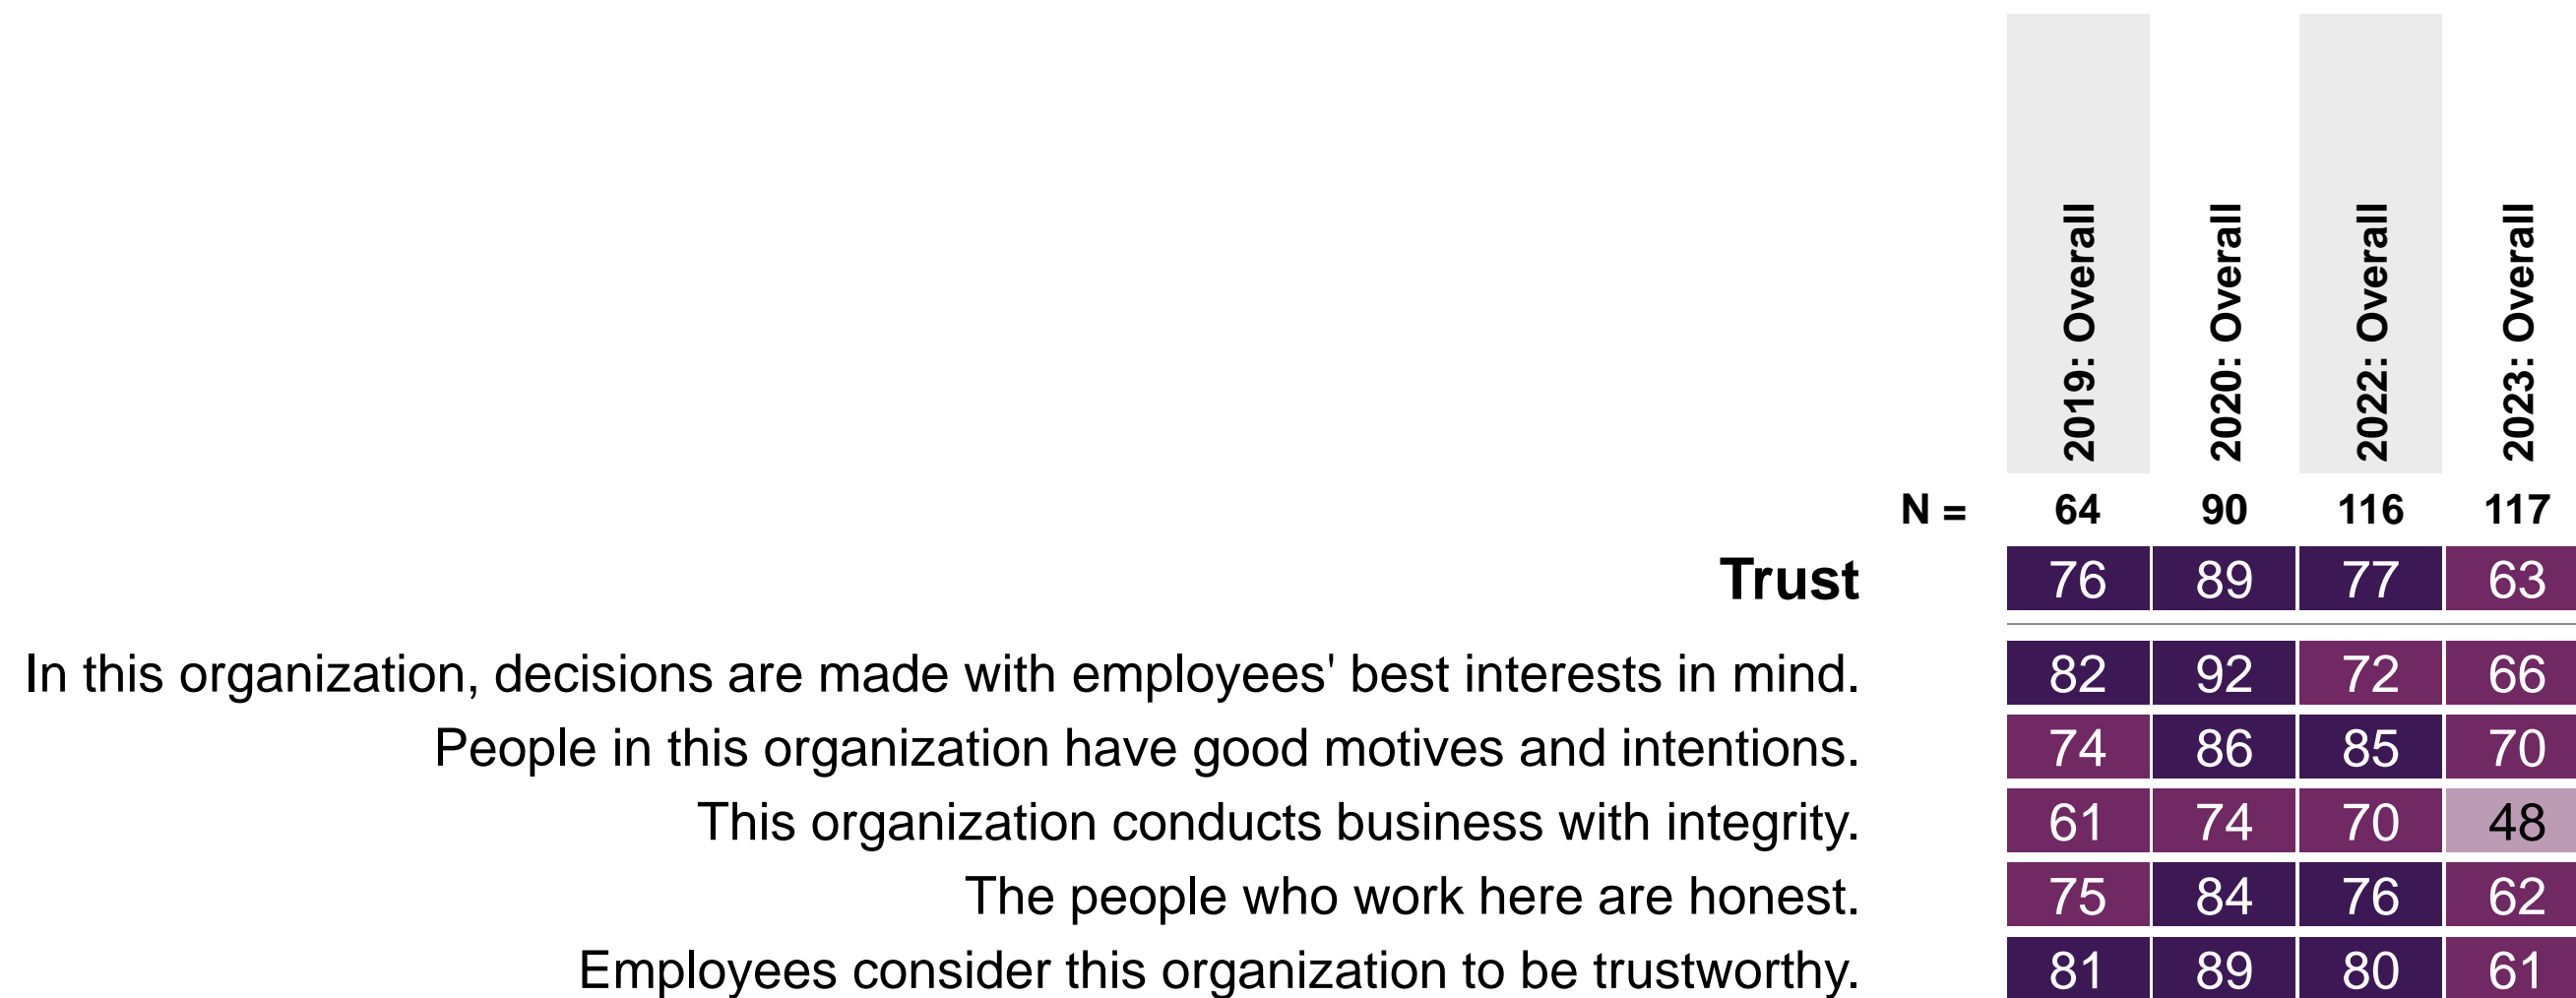 2019: Overall 2020: Overall 2022: Overall 2023: Overall
N = 64 90 116 117
Trust 76 89 77 63
In this organization, decisions are made with employees' best interests in mind. 82 92 72 66
People in this organization have good motives and intentions. 74 86 85 70
This organization conducts business with integrity. 61 74 70 48
The people who work here are honest. 75 84 76 62
Employees consider this organization to be trustworthy. 81 89 80 61